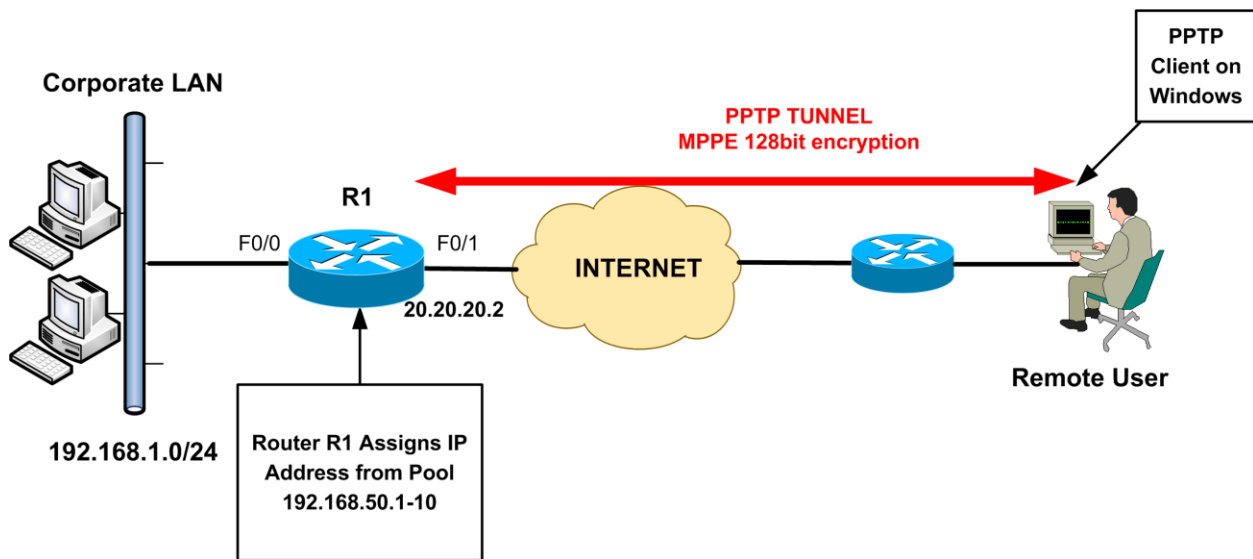 PPTP
Client on
Windows
Corporate LAN
PPTP TUNNEL
MPPE 128bit encryption
R1
F0/0
F0/1
INTERNET
20.20.20.2
Remote User
192.168.1.0/24
Router R1 Assigns IP
Address from Pool
192.168.50.1-10